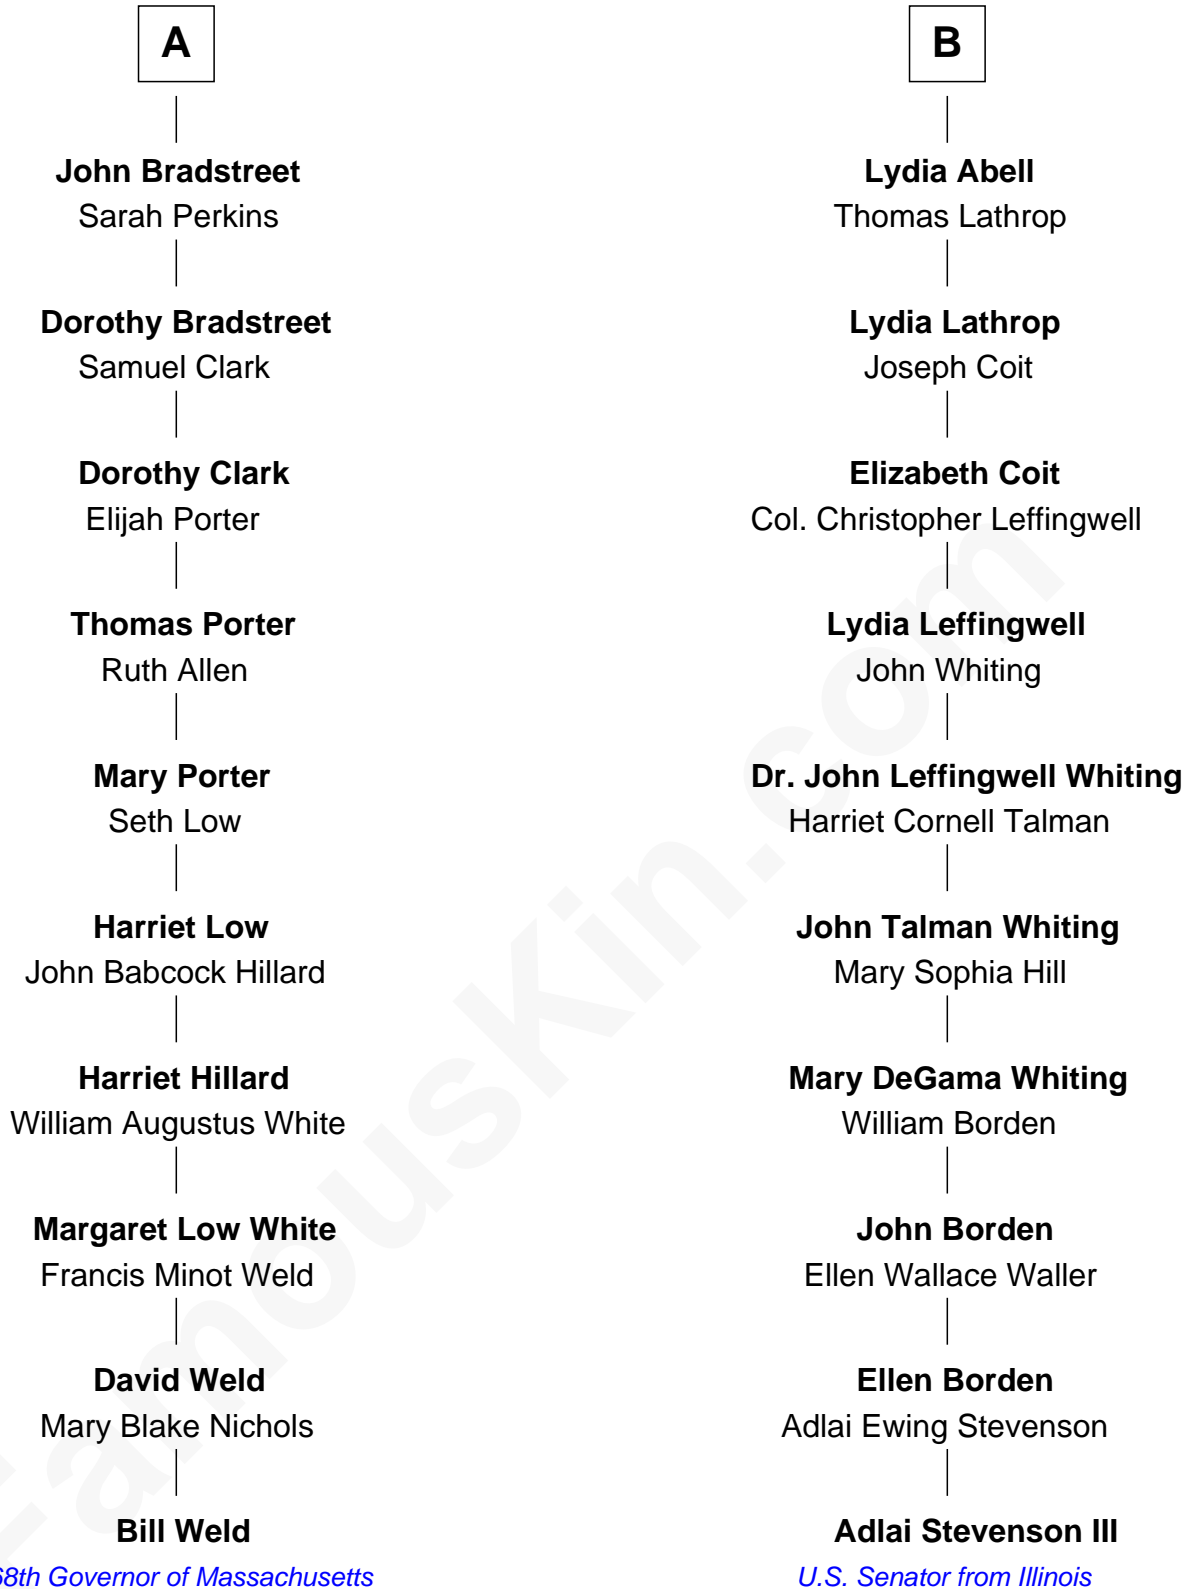 A
John Bradstreet
Sarah Perkins
Dorothy Bradstreet
Samuel Clark
Dorothy Clark
Elijah Porter
Thomas Porter
Ruth Allen
Mary Porter
Seth Low
Harriet Low
John Babcock Hillard
Harriet Hillard
William Augustus White
Margaret Low White
Francis Minot Weld
David Weld
Mary Blake Nichols
Bill Weld
68th Governor of Massachusetts
B
Lydia Abell
Thomas Lathrop
Lydia Lathrop
Joseph Coit
Elizabeth Coit
Col. Christopher Leffingwell
Lydia Leffingwell
John Whiting
Dr. John Leffingwell Whiting
Harriet Cornell Talman
John Talman Whiting
Mary Sophia Hill
Mary DeGama Whiting
William Borden
John Borden
Ellen Wallace Waller
Ellen Borden
Adlai Ewing Stevenson
Adlai Stevenson III
U.S. Senator from Illinois
FamousKin.com